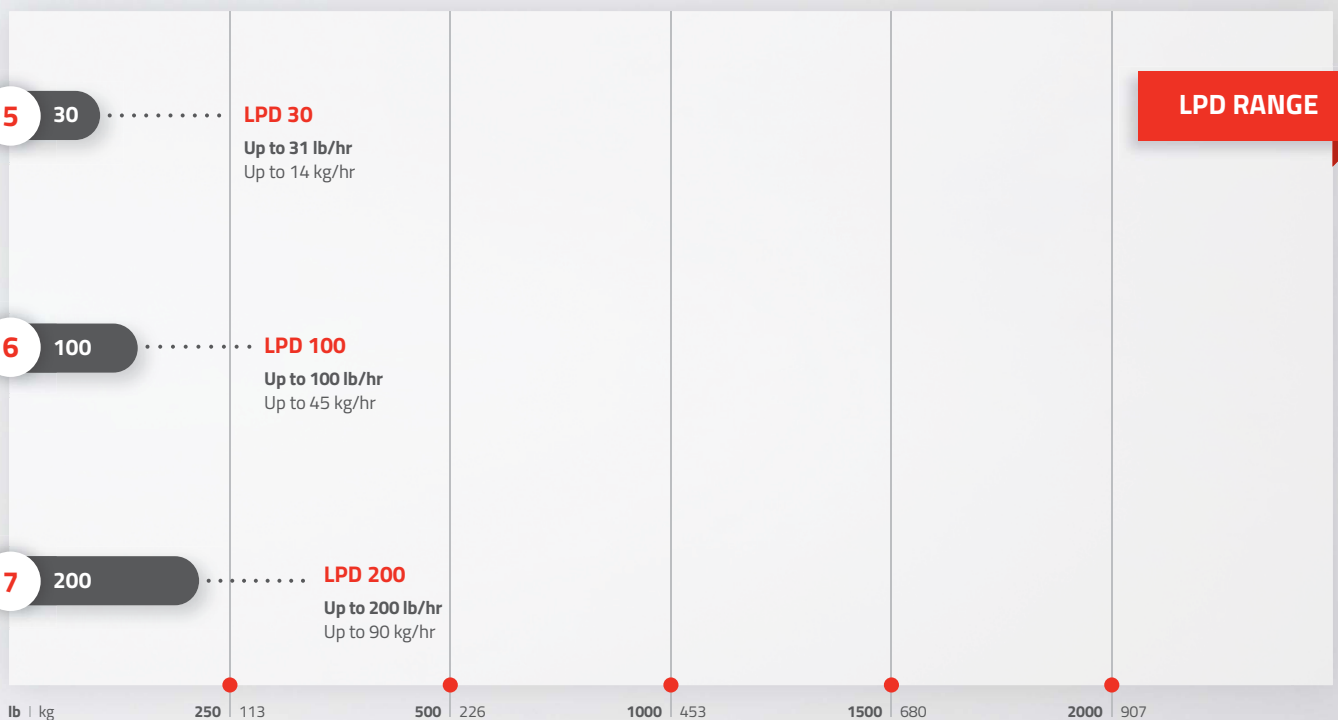 LPD RANGE
5 30 LPD 30
Up to 31 lb/hr
Up to 14 kg/hr
6 100 LPD 100
Up to 100 lb/hr
Up to 45 kg/hr
7 200 LPD 200
Up to 200 lb/hr
Up to 90 kg/hr
lb | kg 250 | 113 500 | 226 1000 | 453 1500 | 680 2000 | 907